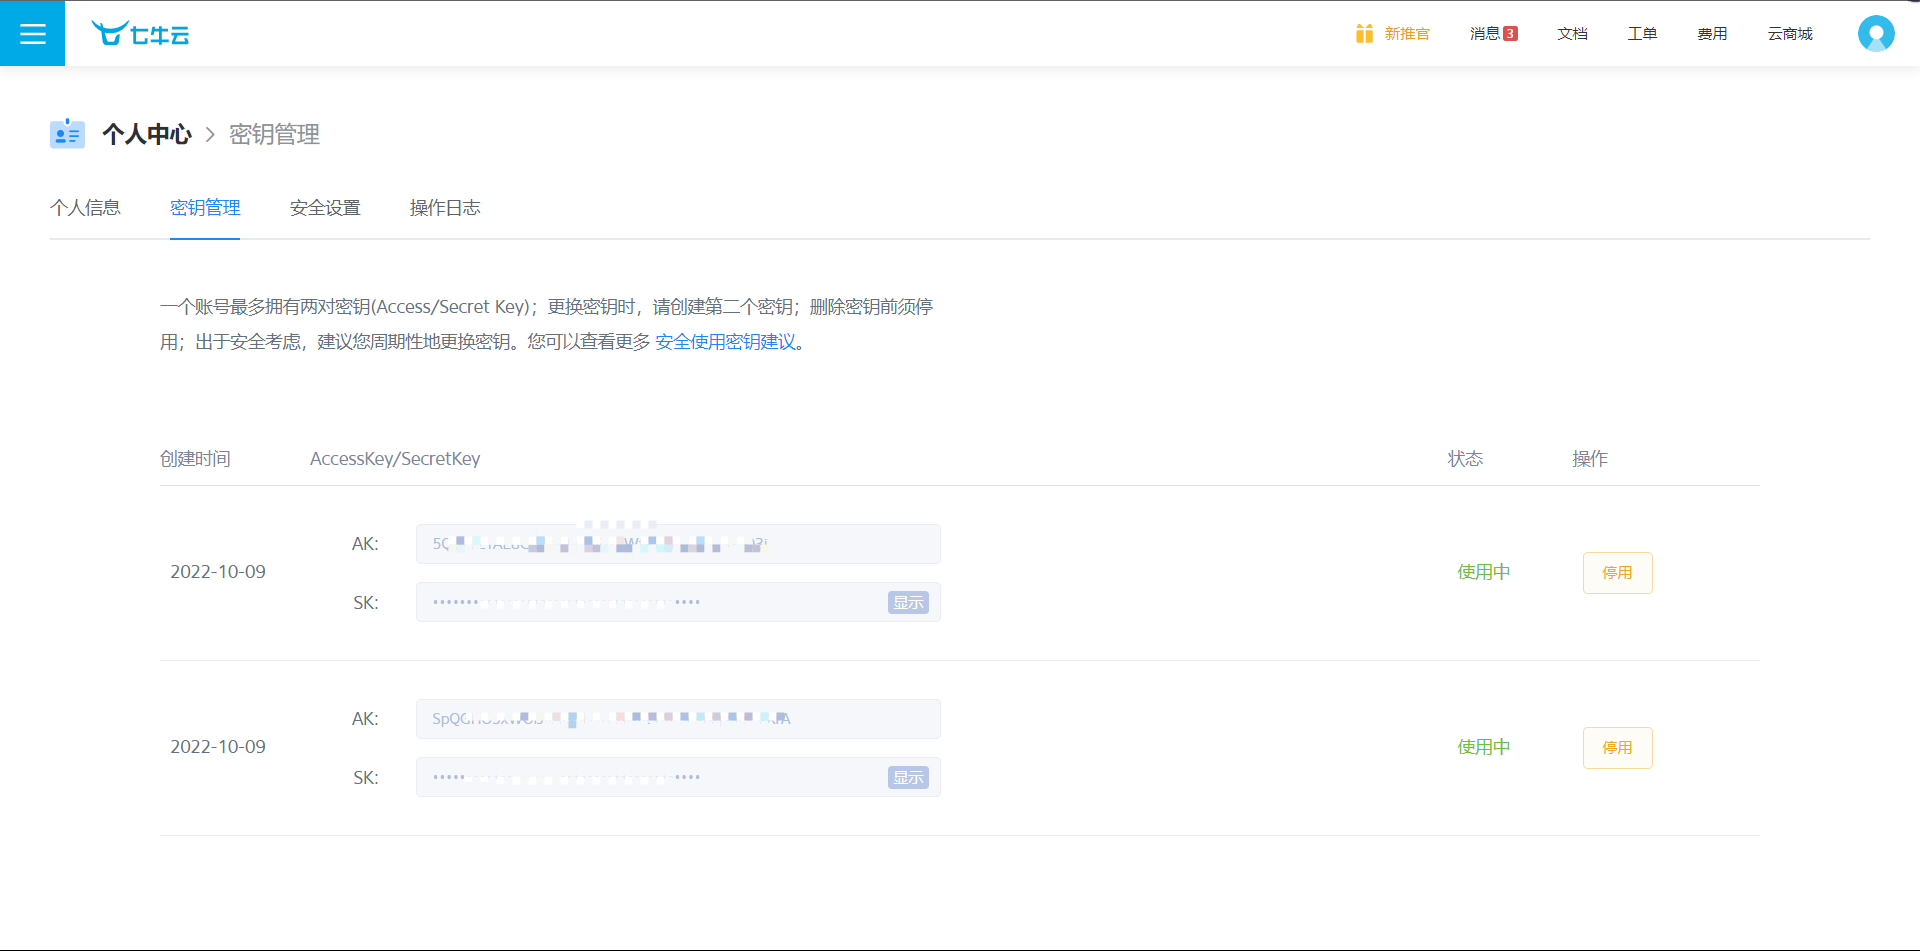 七牛云
新推官
消息 3
文档
工单
费用
云商城
个人中心 > 密钥管理
个人信息
密钥管理
安全设置
操作日志
一个账号最多拥有两对密钥(Access/Secret Key)；更换密钥时，请创建第二个密钥；删除密钥前须停
用；出于安全考虑，建议您周期性地更换密钥。您可以查看更多 安全使用密钥建议。
创建时间
AccessKey/SecretKey
状态
操作
2022-10-09
AK:
SK:
显示
使用中
停用
2022-10-09
AK:
SK:
显示
使用中
停用